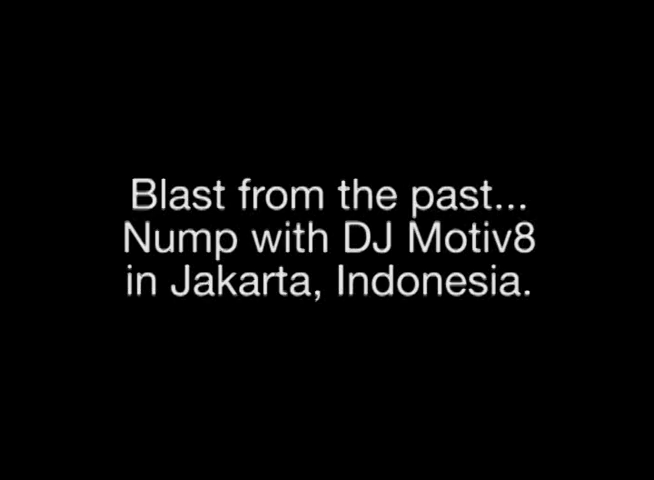 Blast from the past...
Nump with DJ Motiv8
in Jakarta, Indonesia.